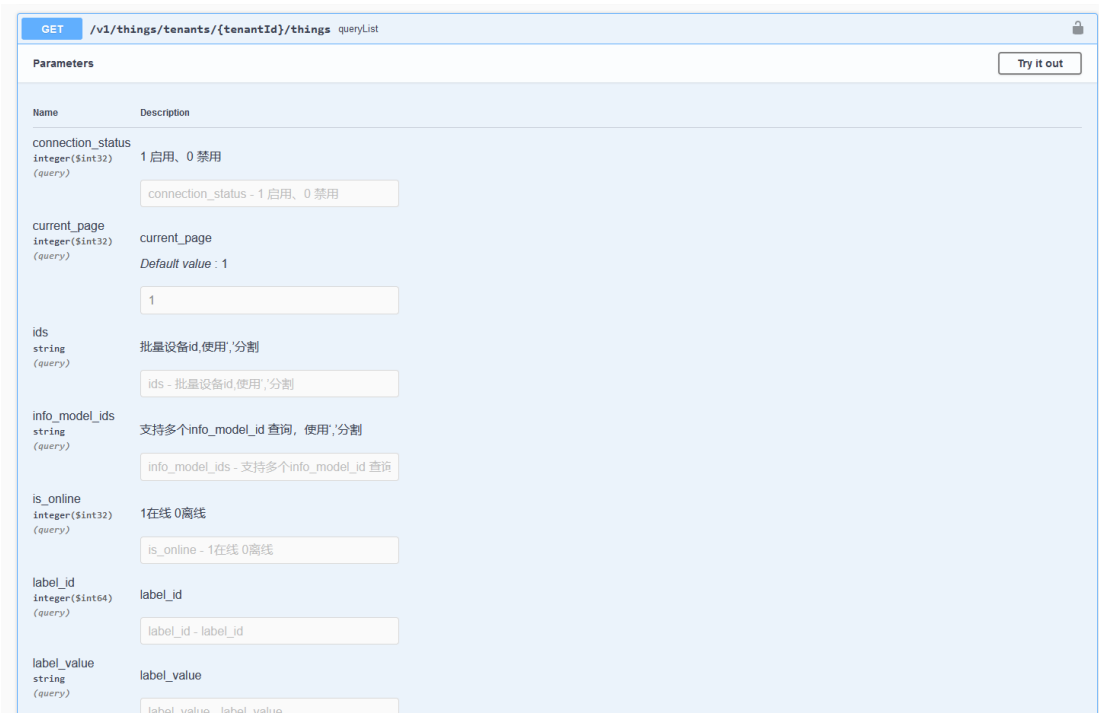 GET /v1/things/tenants/{tenantId}/things queryList
Parameters
Try it out
Name Description
connection_status
integer($int32)
(query)
1 启用、0 禁用
connection_status - 1 启用、0 禁用
current_page
integer($int32)
(query)
current_page
Default value : 1
1
ids
string
(query)
批量设备id,使用','分割
ids - 批量设备id,使用','分割
info_model_ids
string
(query)
支持多个info_model_id 查询，使用','分割
info_model_ids - 支持多个info_model_id 查询
is_online
integer($int32)
(query)
1在线 0离线
is_online - 1在线 0离线
label_id
integer($int64)
(query)
label_id
label_id - label_id
label_value
string
(query)
label_value
label_value - label_value